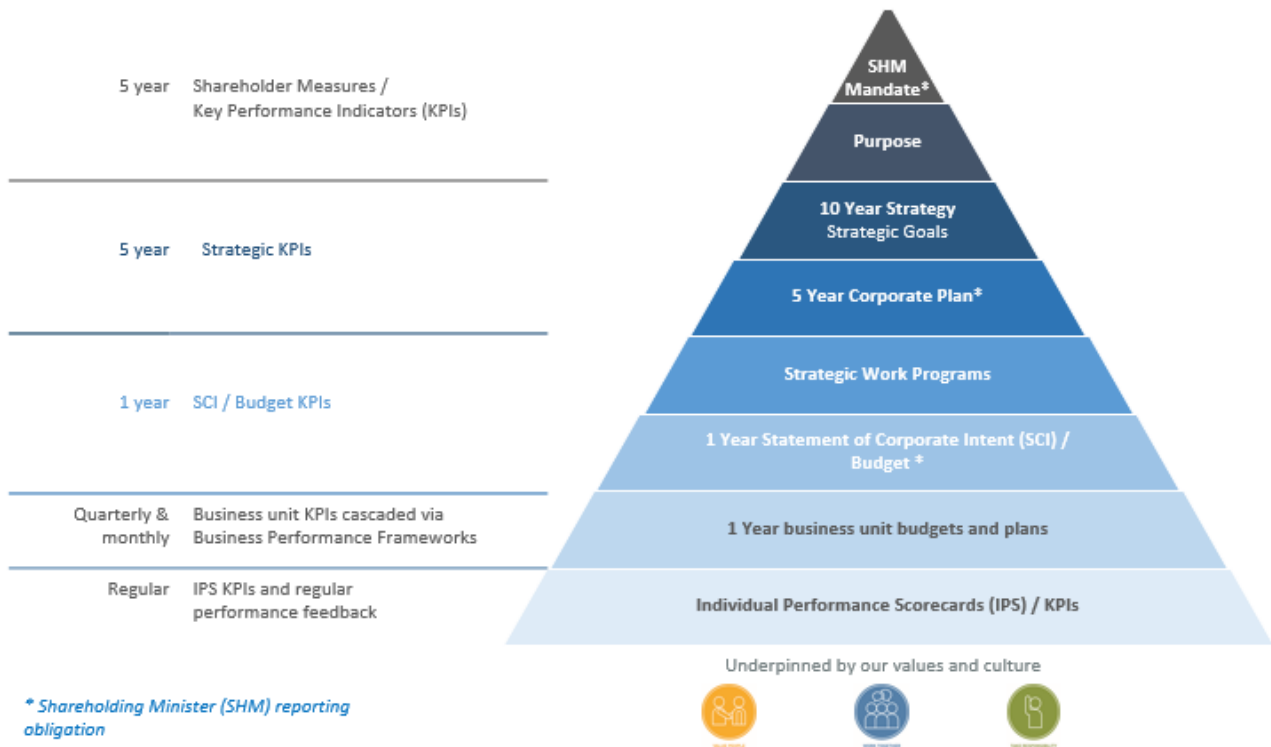 5 year Shareholder Measures /
Key Performance Indicators (KPIs)
5 year Strategic KPIs
1 year SCI / Budget KPIs
Quarterly & Business unit KPIs cascaded via
monthly Business Performance Frameworks
Regular IPS KPIs and regular
performance feedback
* Shareholding Minister (SHM) reporting
obligation
SHM
Mandate*
Purpose
10 Year Strategy
Strategic Goals
5 Year Corporate Plan*
Strategic Work Programs
1 Year Statement of Corporate Intent (SCI) /
Budget *
1 Year business unit budgets and plans
Individual Performance Scorecards (IPS) / KPIs
Underpinned by our values and culture